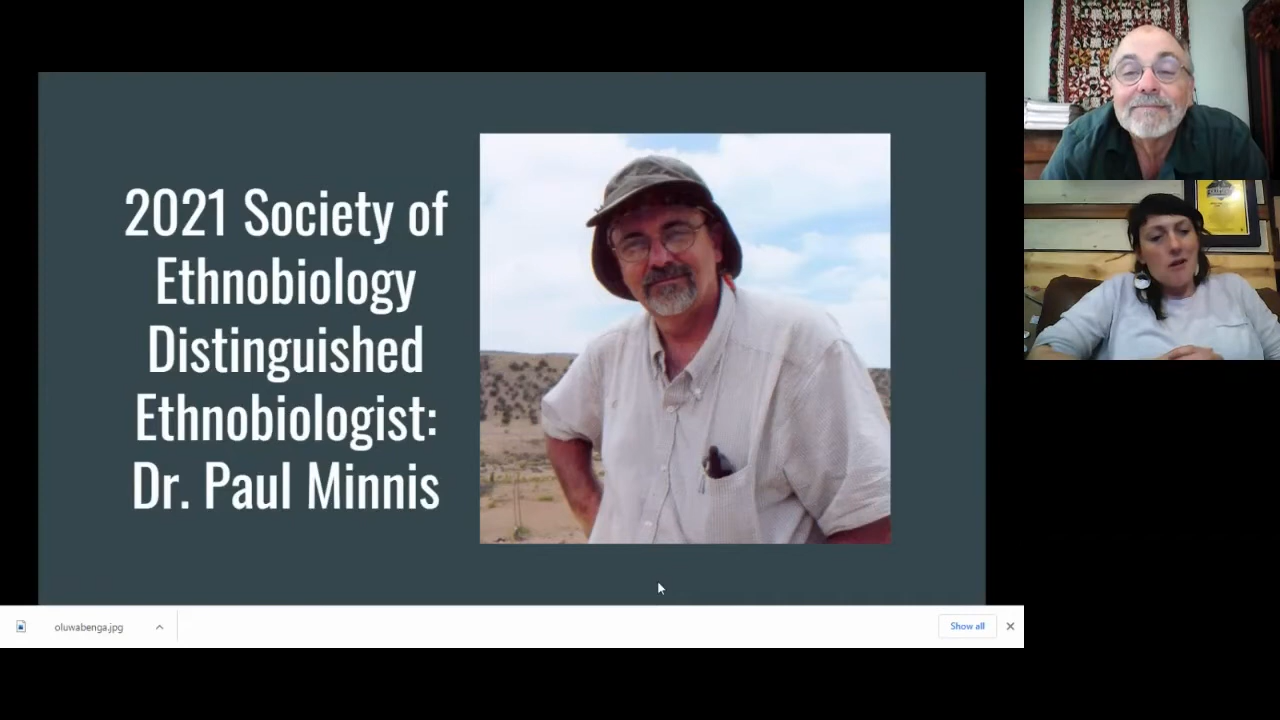 2021 Society of
Ethnobiology
Distinguished
Ethnobiologist:
Dr. Paul Minnis
oluwabenga.jpg
Show all